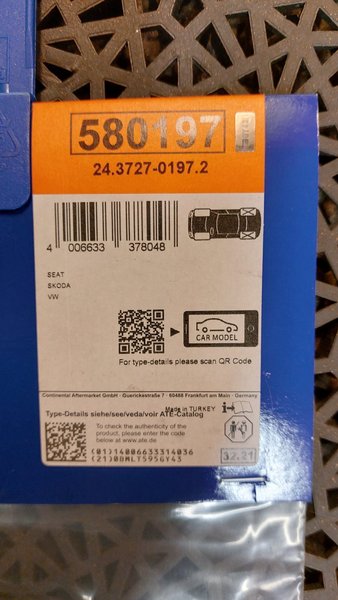 580197
24.3727-0197.2
4 006633 378048
SEAT
SKODA
VW
CAR MODEL
For type-details please scan QR Code
Continental Aftermarket GmbH · Guerickestraße 7 · 60488 Frankfurt am Main · Germany
Made in TURKEY
Type-Details siehe/see/veda/voir ATE-Catalog
To check the authenticity of the
product, please enter the code
below at www.ate.de
(01)14006633314036
(21)0BMLT5956Y43
32.21